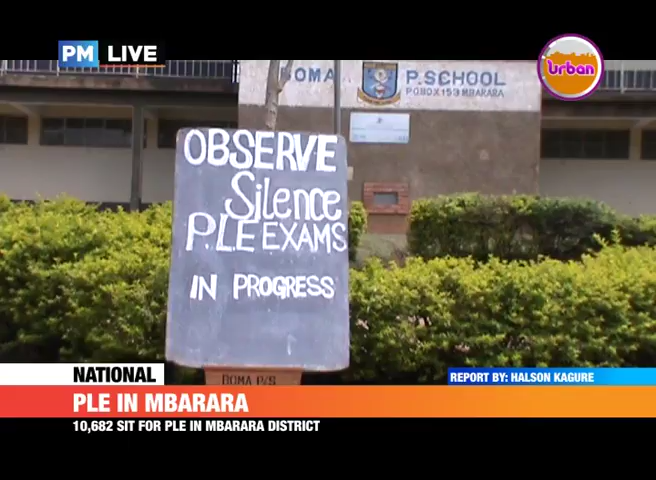 PM LIVE
urban
BOMA P.SCHOOL
P.O BOX 153 MBARARA
OBSERVE
Silence
P.L.E EXAMS
IN PROGRESS
BOMA P/S
NATIONAL
REPORT BY: HALSON KAGURE
PLE IN MBARARA
10,682 SIT FOR PLE IN MBARARA DISTRICT